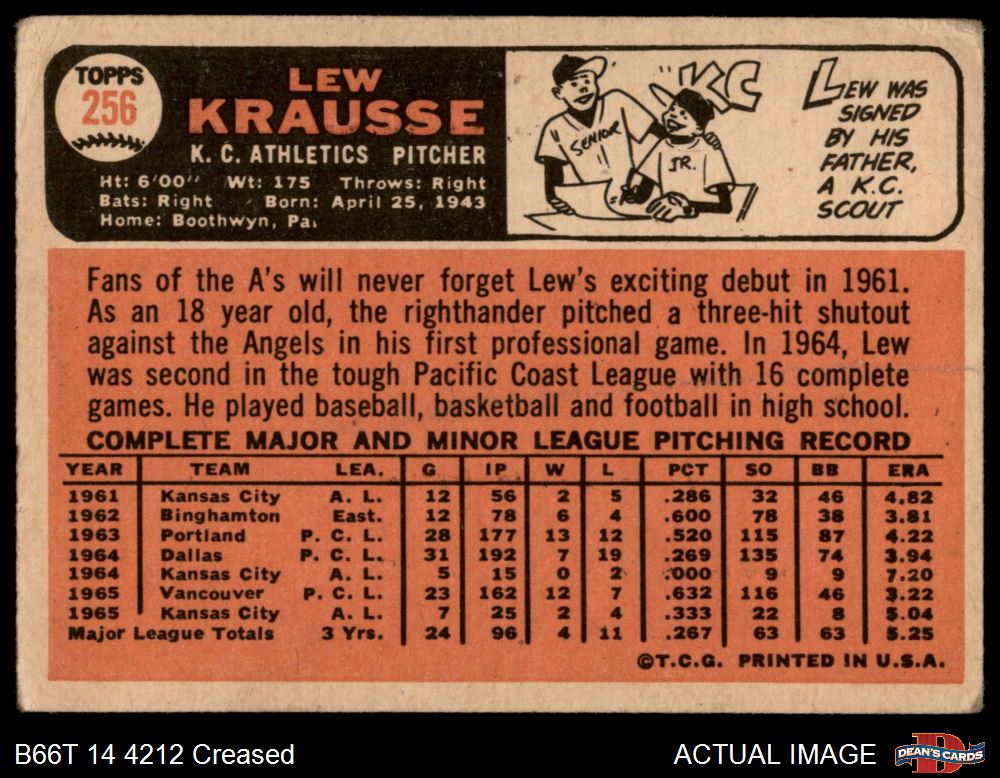 TOPPS
256
LEW
KRAUSSE
K. C. ATHLETICS PITCHER
Ht: 6'00" Wt: 175 Throws: Right
Bats: Right Born: April 25, 1943
Home: Boothwyn, Pa.
KC
SENIOR
JR.
LEW WAS
SIGNED
BY HIS
FATHER,
A K.C.
SCOUT
Fans of the A's will never forget Lew's exciting debut in 1961.
As an 18 year old, the righthander pitched a three-hit shutout
against the Angels in his first professional game. In 1964, Lew
was second in the tough Pacific Coast League with 16 complete
games. He played baseball, basketball and football in high school.
COMPLETE MAJOR AND MINOR LEAGUE PITCHING RECORD
YEAR TEAM LEA. G IP W L PCT SO BB ERA
1961 Kansas City A. L. 12 56 2 5 .286 32 46 4.82
1962 Binghamton East. 12 78 6 4 .600 78 38 3.81
1963 Portland P. C. L. 28 177 13 12 .520 115 87 4.22
1964 Dallas P. C. L. 31 192 7 19 .269 135 74 3.94
1964 Kansas City A. L. 5 15 0 2 .000 9 9 7.20
1965 Vancouver P. C. L. 23 162 12 7 .632 116 46 3.22
1965 Kansas City A. L. 7 25 2 4 .333 22 8 5.04
Major League Totals 3 Yrs. 24 96 4 11 .267 63 63 5.25
©T.C.G. PRINTED IN U.S.A.
B66T 14 4212 Creased
ACTUAL IMAGE
DEAN'S CARDS